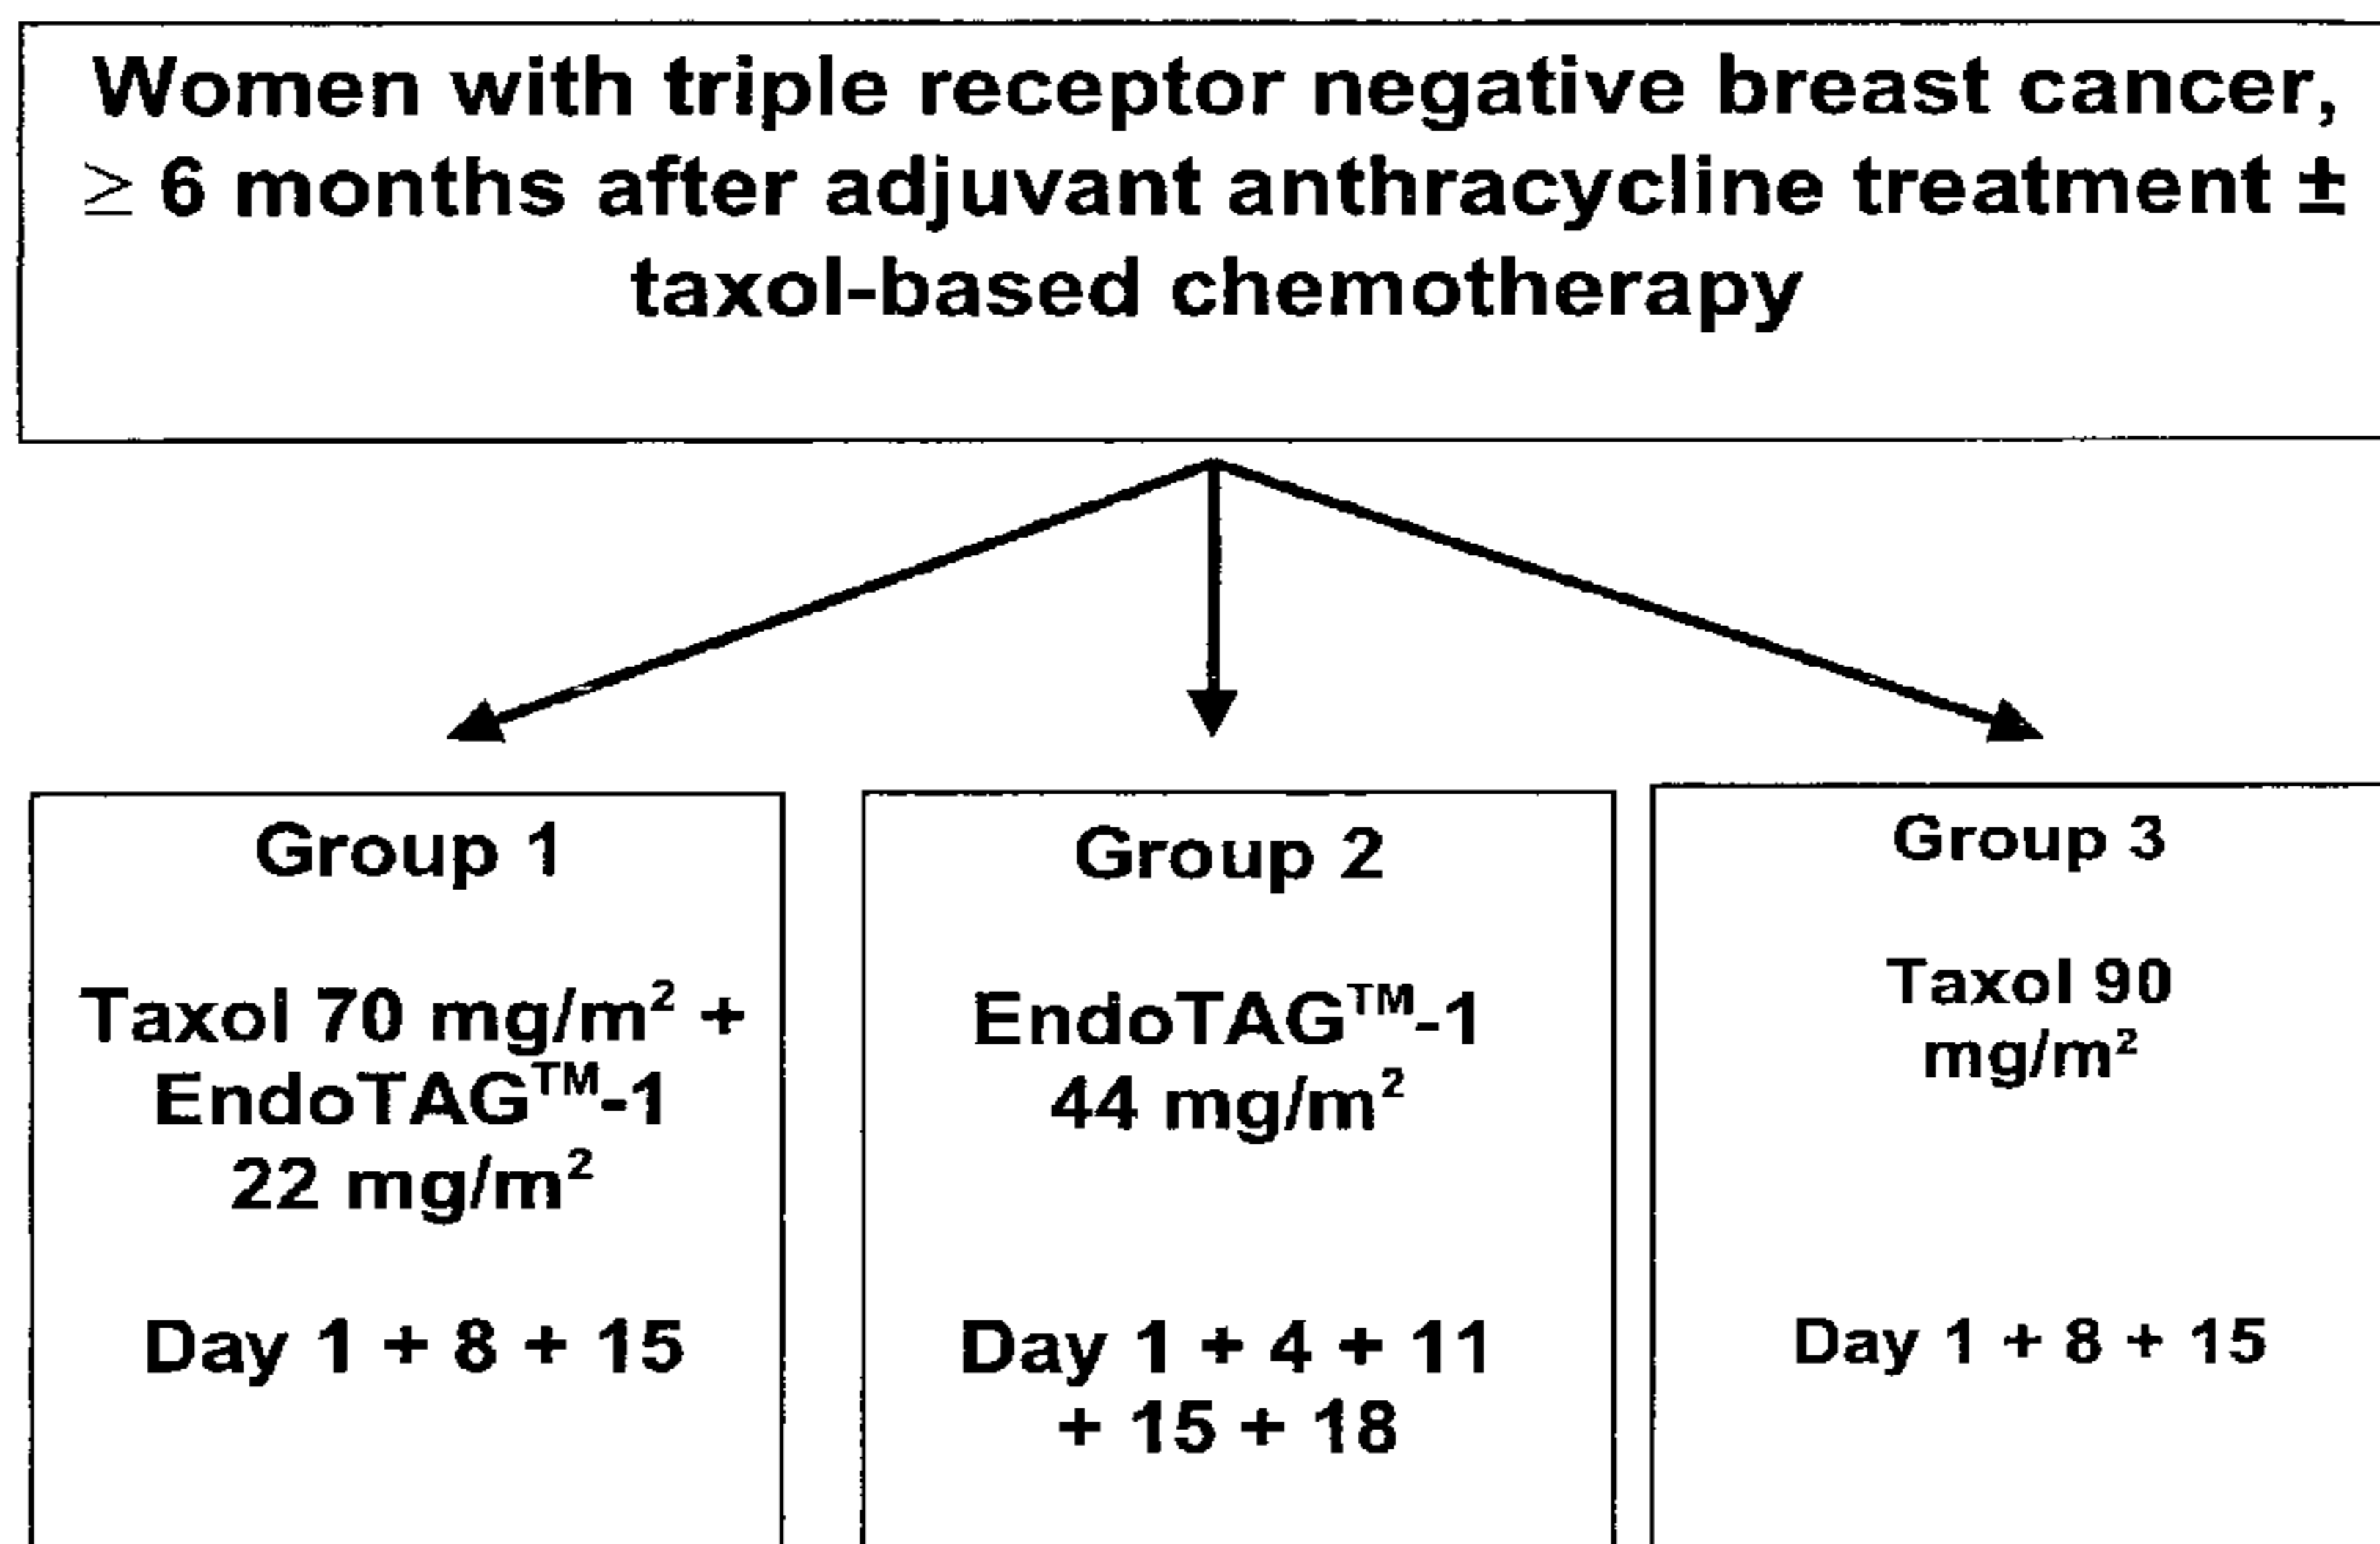 Women with triple receptor negative breast cancer,
≥ 6 months after adjuvant anthracycline treatment ±
taxol-based chemotherapy
Group 1
Taxol 70 mg/m² +
EndoTAG™-1
22 mg/m²
Day 1 + 8 + 15
Group 2
EndoTAG™-1
44 mg/m²
Day 1 + 4 + 11
+ 15 + 18
Group 3
Taxol 90
mg/m²
Day 1 + 8 + 15